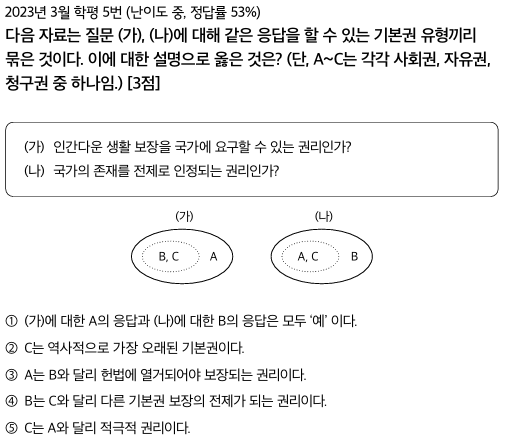 2023년 3월 학평 5번 (난이도 중, 정답률 53%)
다음 자료는 질문 (가), (나)에 대해 같은 응답을 할 수 있는 기본권 유형끼리
묶은 것이다. 이에 대한 설명으로 옳은 것은? (단, A~C는 각각 사회권, 자유권,
청구권 중 하나임.) [3점]
(가) 인간다운 생활 보장을 국가에 요구할 수 있는 권리인가?
(나) 국가의 존재를 전제로 인정되는 권리인가?
(가) (나)
B, C A A, C B
① (가)에 대한 A의 응답과 (나)에 대한 B의 응답은 모두 ‘예’ 이다.
② C는 역사적으로 가장 오래된 기본권이다.
③ A는 B와 달리 헌법에 열거되어야 보장되는 권리이다.
④ B는 C와 달리 다른 기본권 보장의 전제가 되는 권리이다.
⑤ C는 A와 달리 적극적 권리이다.